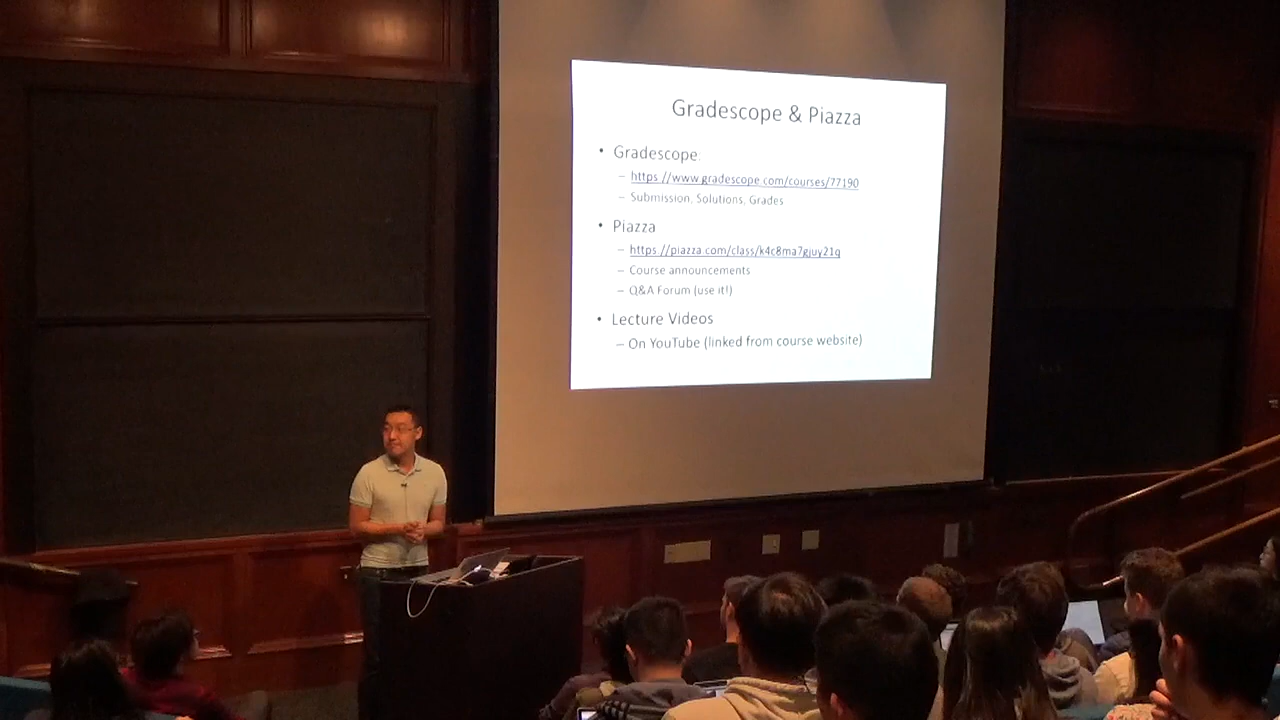 Gradescope & Piazza
• Gradescope:
– https://www.gradescope.com/courses/77190
– Submission, Solutions, Grades
• Piazza
– https://piazza.com/class/k4c8ma7gjuy21q
– Course announcements
– Q&A Forum (use it!)
• Lecture Videos
– On YouTube (linked from course website)